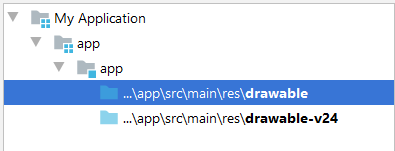 My Application
app
app
...\app\src\main\res\drawable
...\app\src\main\res\drawable-v24